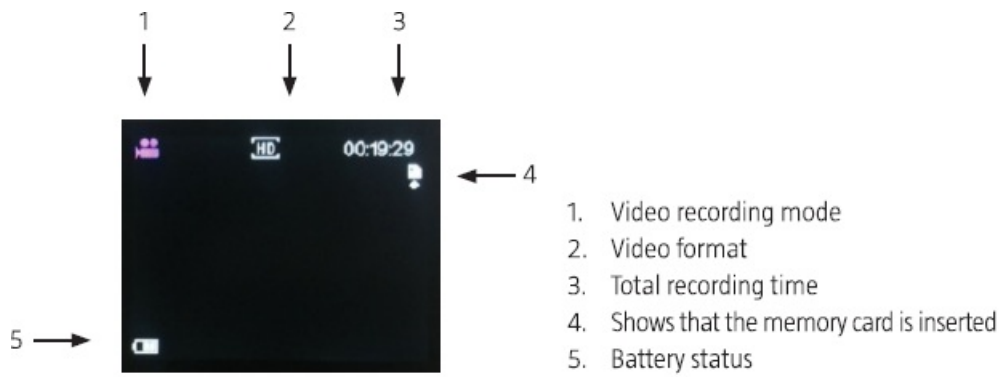 1 2 3
HD 00:19:29
4
5
1. Video recording mode
2. Video format
3. Total recording time
4. Shows that the memory card is inserted
5. Battery status